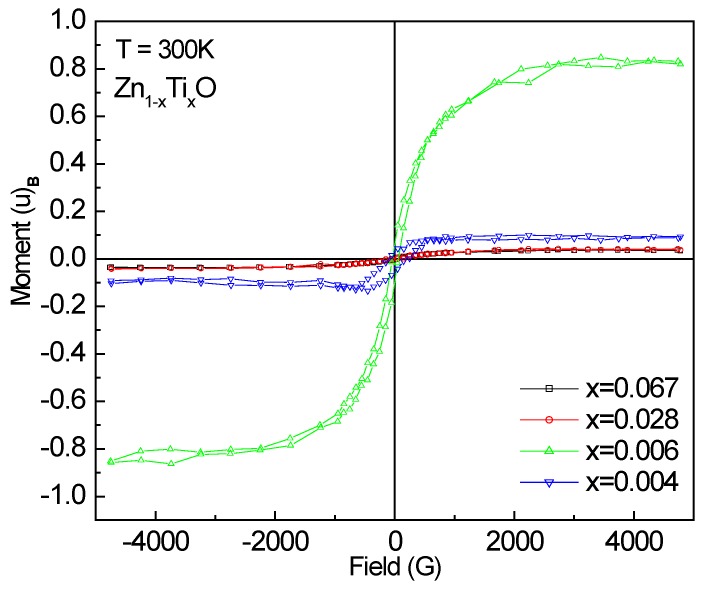 1.0
0.8
0.6
0.4
0.2
0.0
-0.2
-0.4
-0.6
-0.8
-1.0
Moment (u)B
T = 300K
Zn1-xTixO
x=0.067
x=0.028
x=0.006
x=0.004
-4000 -2000 0 2000 4000
Field (G)